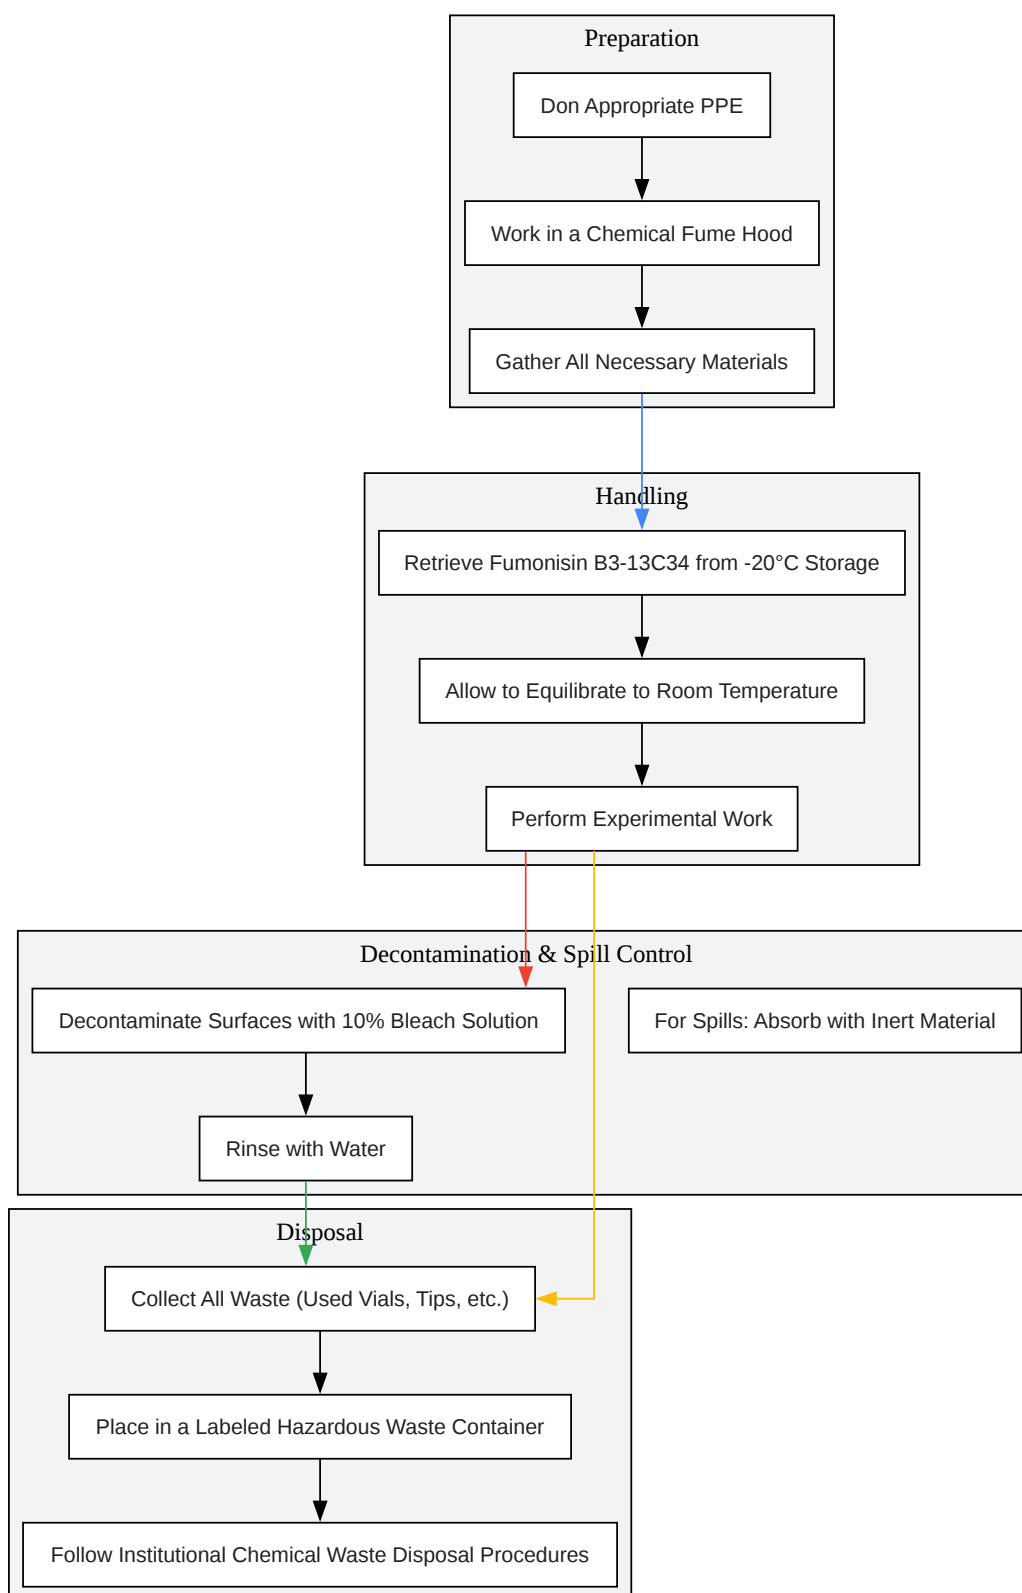 Preparation
Don Appropriate PPE
Work in a Chemical Fume Hood
Gather All Necessary Materials
Handling
Retrieve Fumonisin B3-13C34 from -20°C Storage
Allow to Equilibrate to Room Temperature
Perform Experimental Work
Decontamination & Spill Control
Decontaminate Surfaces with 10% Bleach Solution
For Spills: Absorb with Inert Material
Rinse with Water
Disposal
Collect All Waste (Used Vials, Tips, etc.)
Place in a Labeled Hazardous Waste Container
Follow Institutional Chemical Waste Disposal Procedures